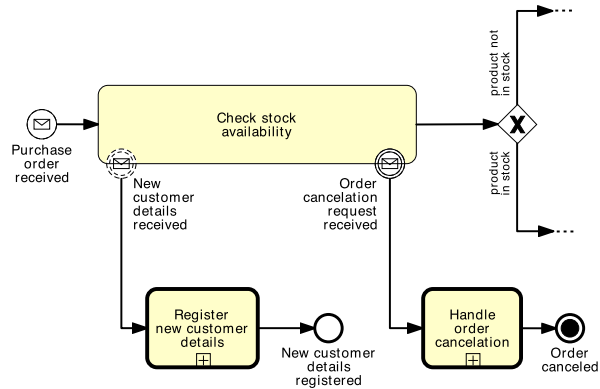 product not
in stock
Check stock
availability
Purchase
order
received
product
in stock
New
customer
details
received
Order
cancelation
request
received
Register
new customer
details
New customer
details
registered
Handle
order
cancelation
Order
canceled